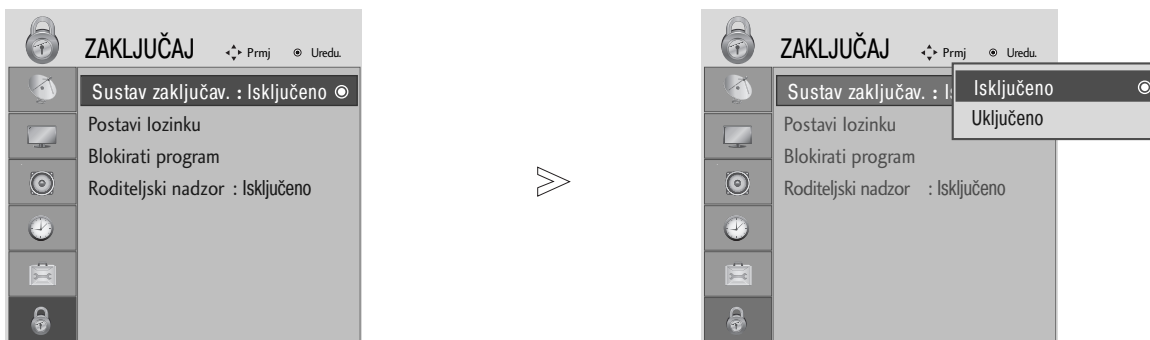 ZAKLJUČAJ Prmj Uredu.
Sustav zaključav. : Isključeno
Postavi lozinku
Blokirati program
Roditeljski nadzor : Isključeno
ZAKLJUČAJ Prmj Uredu.
Sustav zaključav. :
Isključeno
Uključeno
Postavi lozinku
Blokirati program
Roditeljski nadzor : Isključeno